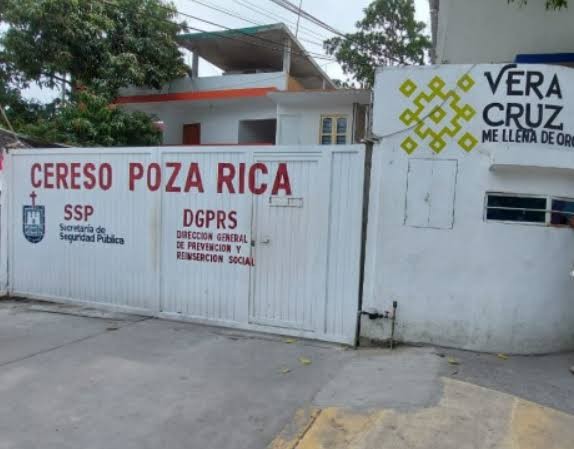 CERESO POZA RICA
SSP
Secretaría de
Seguridad Pública
DGPRS
DIRECCION GENERAL
DE PREVENCION Y
REINSERCION SOCIAL
VERA
CRUZ
ME LLENA DE ORG